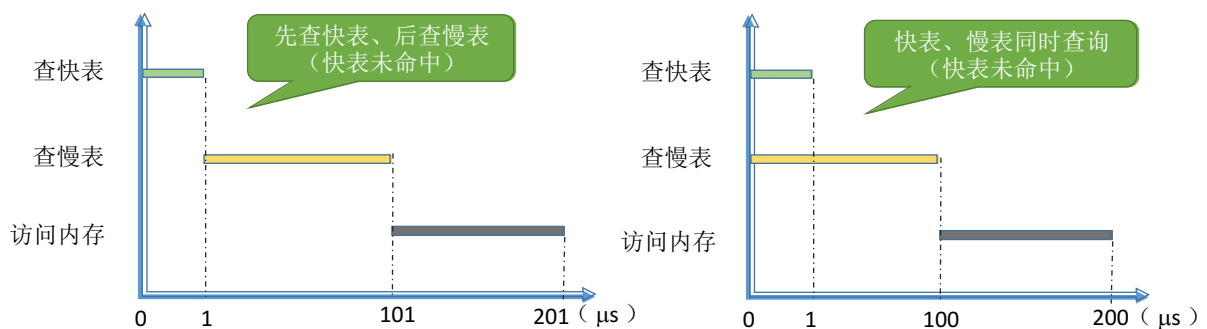 先查快表、后查慢表
（快表未命中）
查快表
查慢表
访问内存
0 1 101 201（ μs ）
快表、慢表同时查询
（快表未命中）
查快表
查慢表
访问内存
0 1 100 200（ μs ）